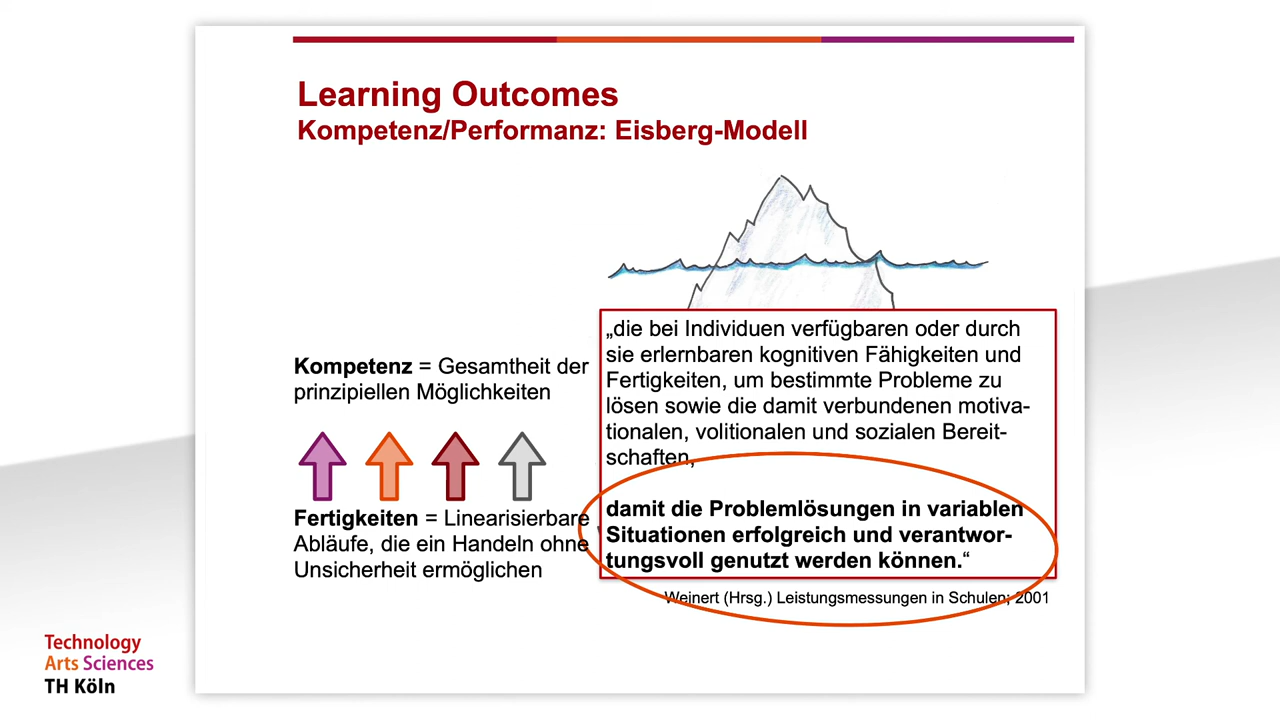 Learning Outcomes
Kompetenz/Performanz: Eisberg-Modell
Kompetenz = Gesamtheit der
prinzipiellen Möglichkeiten
Fertigkeiten = Linearisierbare
Abläufe, die ein Handeln ohne
Unsicherheit ermöglichen
„die bei Individuen verfügbaren oder durch
sie erlernbaren kognitiven Fähigkeiten und
Fertigkeiten, um bestimmte Probleme zu
lösen sowie die damit verbundenen motiva-
tionalen, volitionalen und sozialen Bereit-
schaften,
damit die Problemlösungen in variablen
Situationen erfolgreich und verantwor-
tungsvoll genutzt werden können.“
Weinert (Hrsg.) Leistungsmessungen in Schulen; 2001
Technology
Arts Sciences
TH Köln